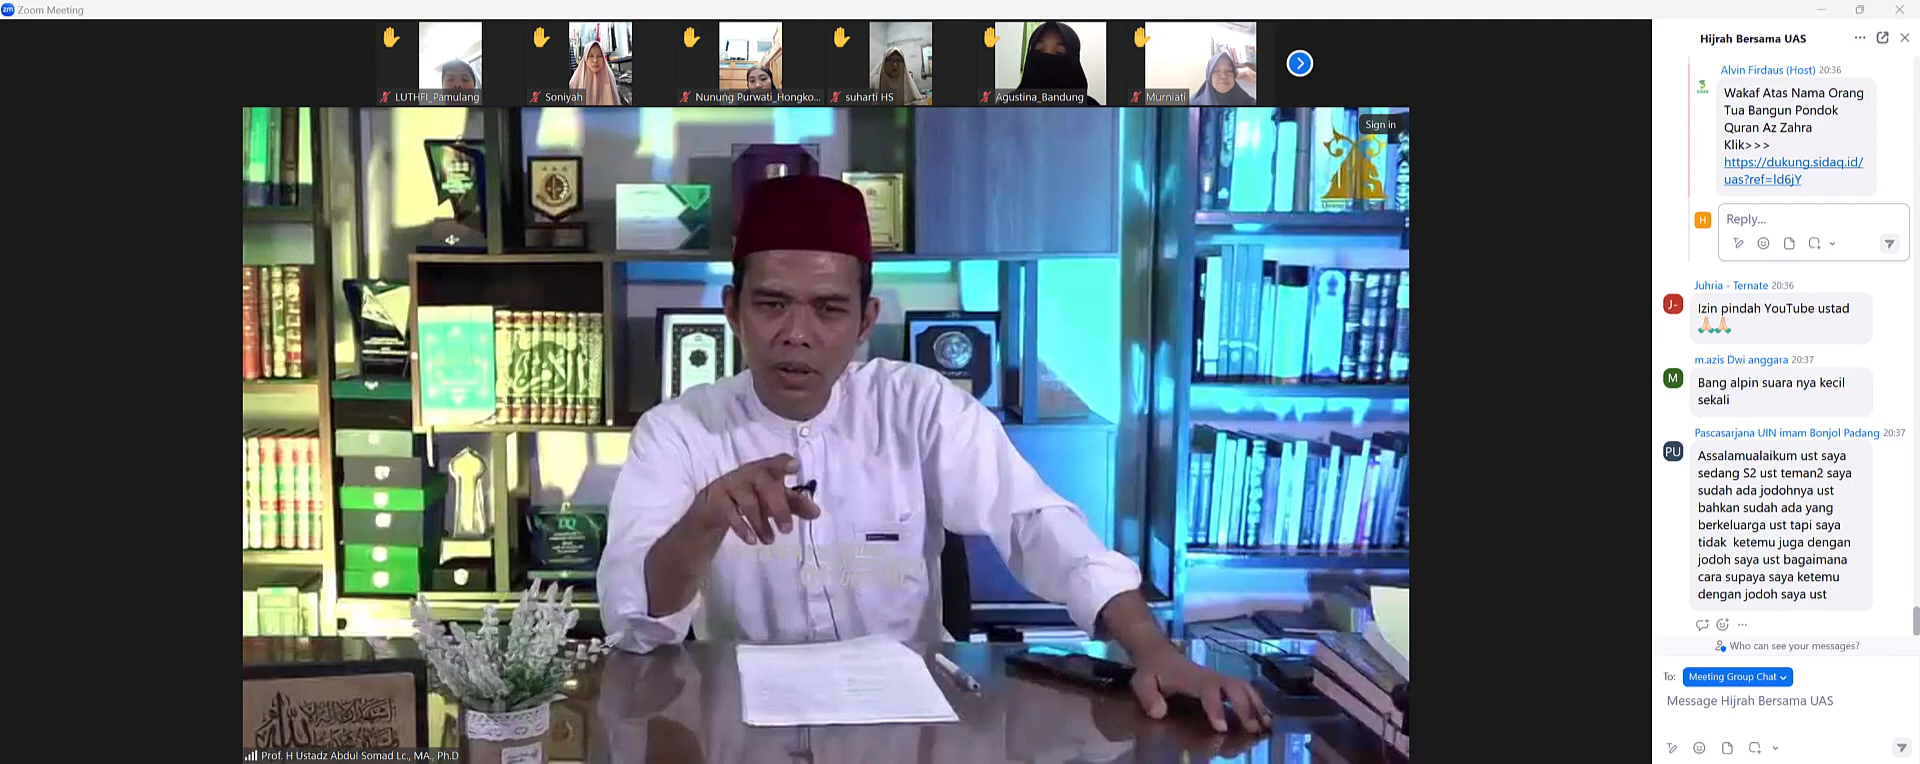 Zoom Meeting
LUTHFI_Pamulang
Soniyah
Nunung Purwati_Hongko...
suharti HS
Agustina_Bandung
Murniati
Sign in
Prof. H Ustadz Abdul Somad Lc., MA., Ph.D
Hijrah Bersama UAS
Alvin Firdaus (Host) 20:36
Wakaf Atas Nama Orang
Tua Bangun Pondok
Quran Az Zahra
Klik>>>
https://dukung.sidaq.id/
uas?ref=Id6jY
H
Reply...
Juhria - Ternate 20:36
J-
Izin pindah YouTube ustad
🙏🏻🙏🏻
m.azis Dwi anggara 20:37
M
Bang alpin suara nya kecil
sekali
Pascasarjana UIN imam Bonjol Padang 20:37
PU
Assalamualaikum ust saya
sedang S2 ust teman2 saya
sudah ada jodohnya ust
bahkan sudah ada yang
berkeluarga ust tapi saya
tidak ketemu juga dengan
jodoh saya ust bagaimana
cara supaya saya ketemu
dengan jodoh saya ust
Who can see your messages?
To: Meeting Group Chat
Message Hijrah Bersama UAS